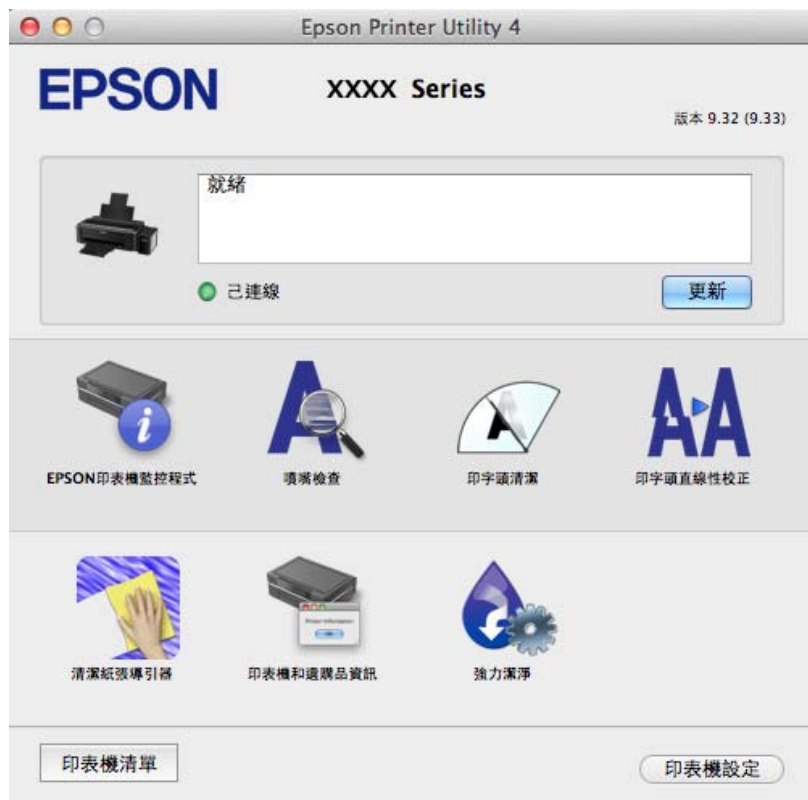 Epson Printer Utility 4
EPSON
XXXX Series
版本 9.32 (9.33)
就緒
己連線
更新
EPSON印表機監控程式
噴嘴檢查
印字頭清潔
印字頭直線性校正
清潔紙張導引器
印表機和選購品資訊
強力潔淨
印表機清單
印表機設定